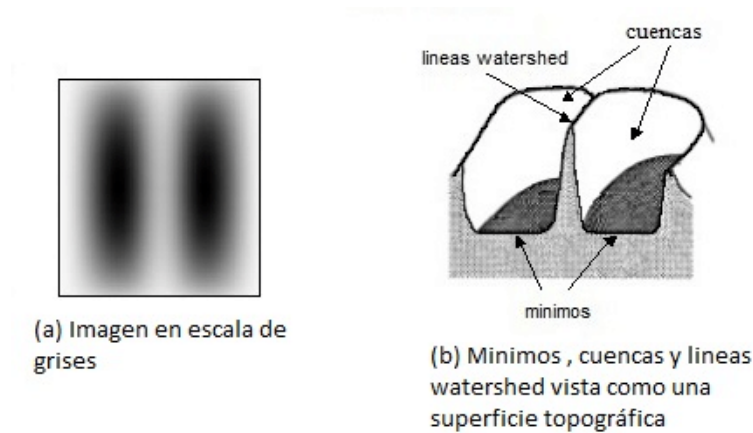 cuencas
lineas watershed
minimos
(a) Imagen en escala de
grises
(b) Minimos , cuencas y lineas
watershed vista como una
superficie topográfica